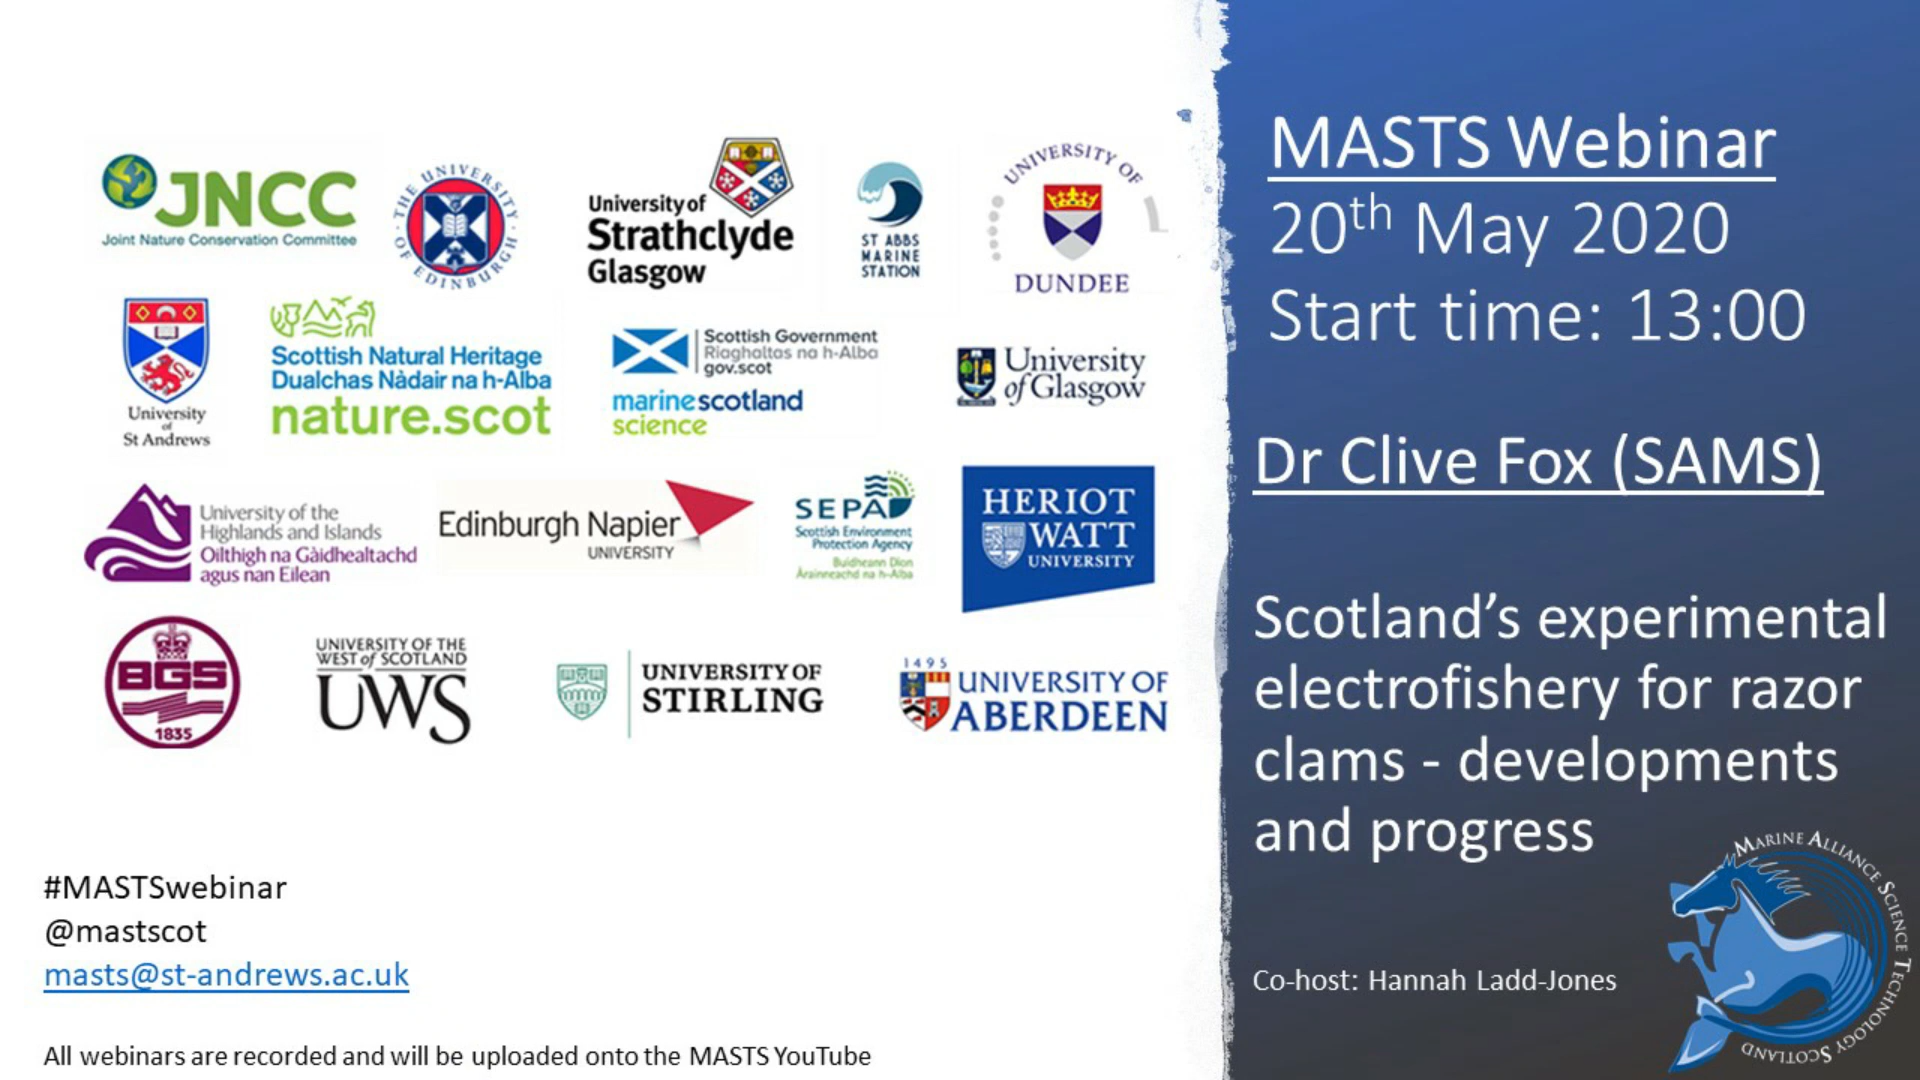 JNCC
Joint Nature Conservation Committee
THE UNIVERSITY OF EDINBURGH
University of
Strathclyde
Glasgow
ST ABBS
MARINE
STATION
UNIVERSITY OF
DUNDEE
University
of
St Andrews
Scottish Natural Heritage
Dualchas Nàdair na h-Alba
nature.scot
Scottish Government
Riaghaltas na h-Alba
gov.scot
marinescotland
science
University
of Glasgow
University of the
Highlands and Islands
Oilthigh na Gàidhealtachd
agus nan Eilean
Edinburgh Napier
UNIVERSITY
SEPA
Scottish Environment
Protection Agency
Buidheann Dìon
Àrainneachd na h-Alba
HERIOT
WATT
UNIVERSITY
BGS
1835
UNIVERSITY OF THE
WEST of SCOTLAND
UWS
UNIVERSITY OF
STIRLING
1495
UNIVERSITY OF
ABERDEEN
#MASTSwebinar
@mastscot
masts@st-andrews.ac.uk
All webinars are recorded and will be uploaded onto the MASTS YouTube
MASTS Webinar
20th May 2020
Start time: 13:00
Dr Clive Fox (SAMS)
Scotland’s experimental
electrofishery for razor
clams - developments
and progress
Co-host: Hannah Ladd-Jones
MARINE ALLIANCE SCIENCE TECHNOLOGY SCOTLAND